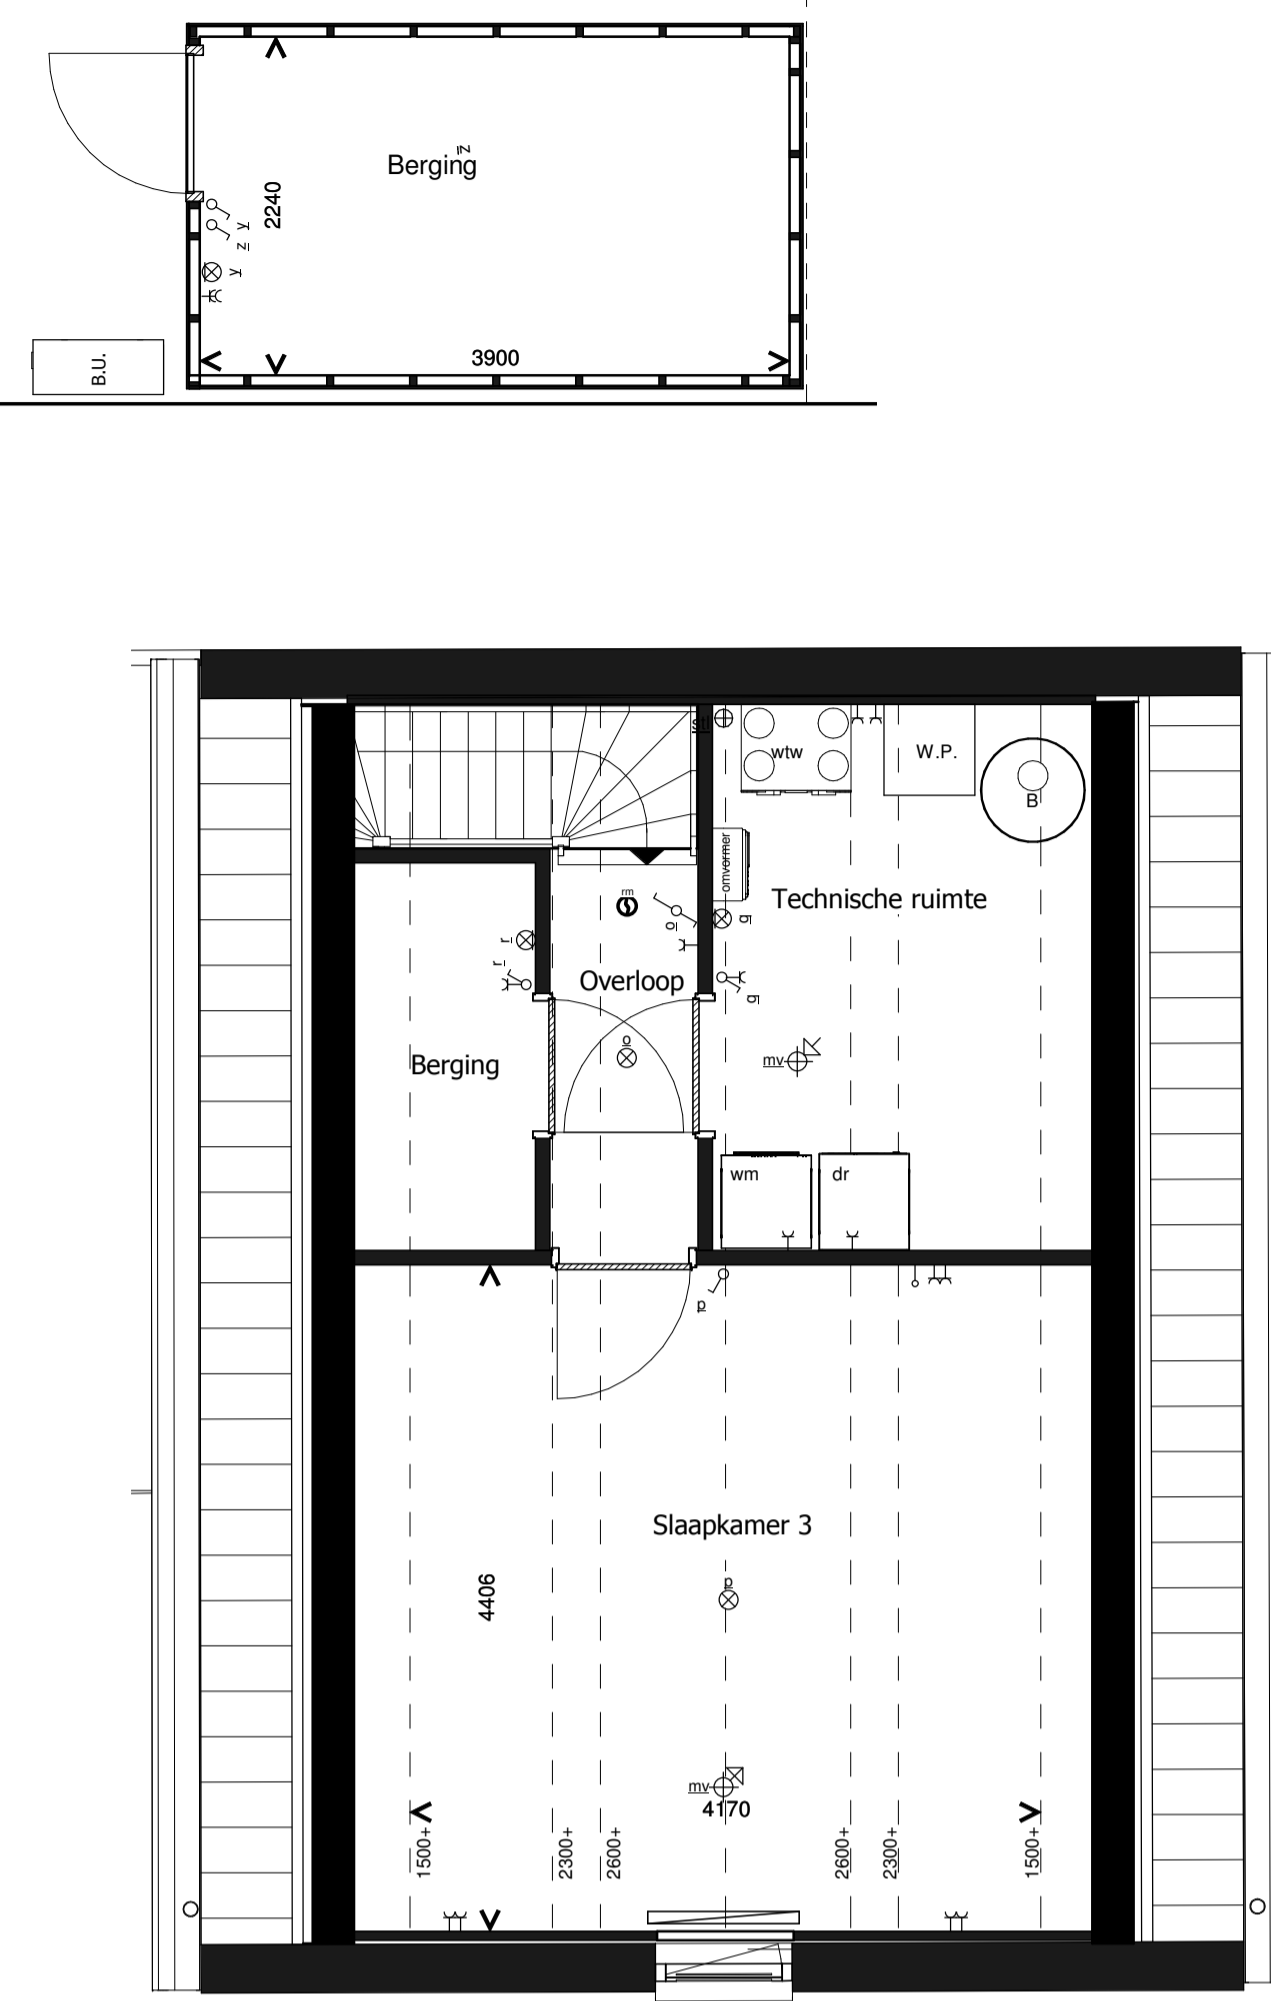 Berging
z
2240
y
z
y
3900
B.U.
wtw
W.P.
B
omvormer
Technische ruimte
rm
o
q
r
r
Overloop
q
o
Berging
mv
wm
dr
p
Slaapkamer 3
4406
p
mv
4170
1500+
2300+
2600+
2600+
2300+
1500+